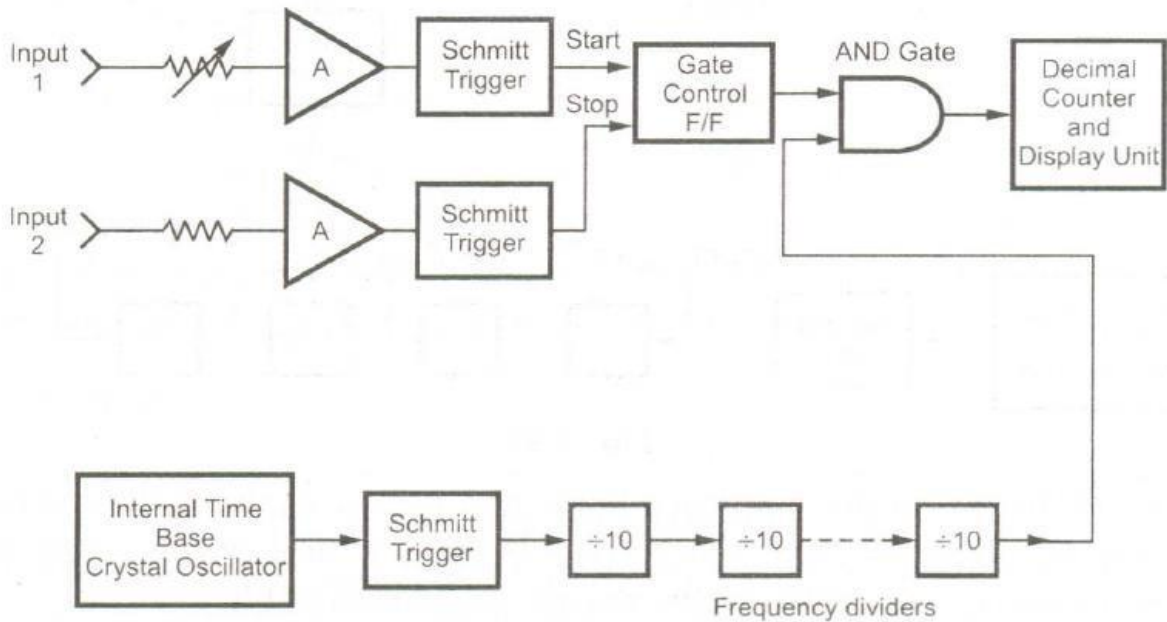 Input
1
A
Schmitt
Trigger
Start
Stop
Gate
Control
F/F
AND Gate
Decimal
Counter
and
Display Unit
Input
2
A
Schmitt
Trigger
Internal Time
Base
Crystal Oscillator
Schmitt
Trigger
÷10
÷10
÷10
Frequency dividers